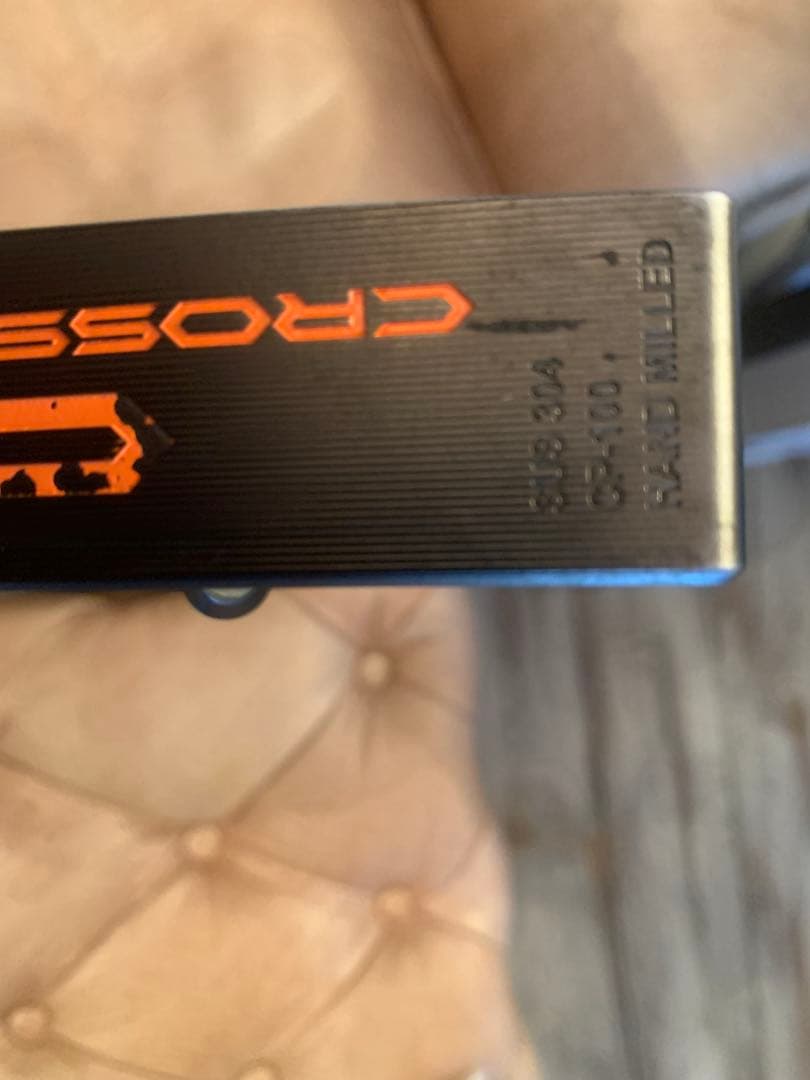 CROSS
SUS 304
CP-100
HAND MILLED